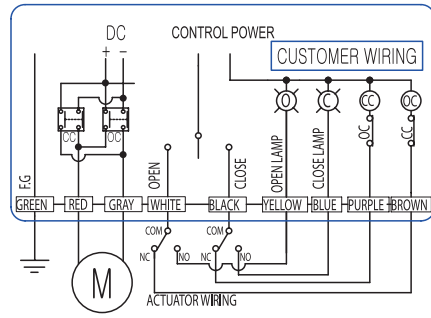 DC
CONTROL POWER
+ −
CUSTOMER WIRING
O
C
CC
OC
CC
OC
OC
CC
F.G
OPEN
CLOSE
OPEN LAMP
CLOSE LAMP
GREEN
RED
GRAY
WHITE
BLACK
YELLOW
BLUE
PURPLE
BROWN
COM
COM
NC
NO
NC
NO
M
ACTUATOR WIRING